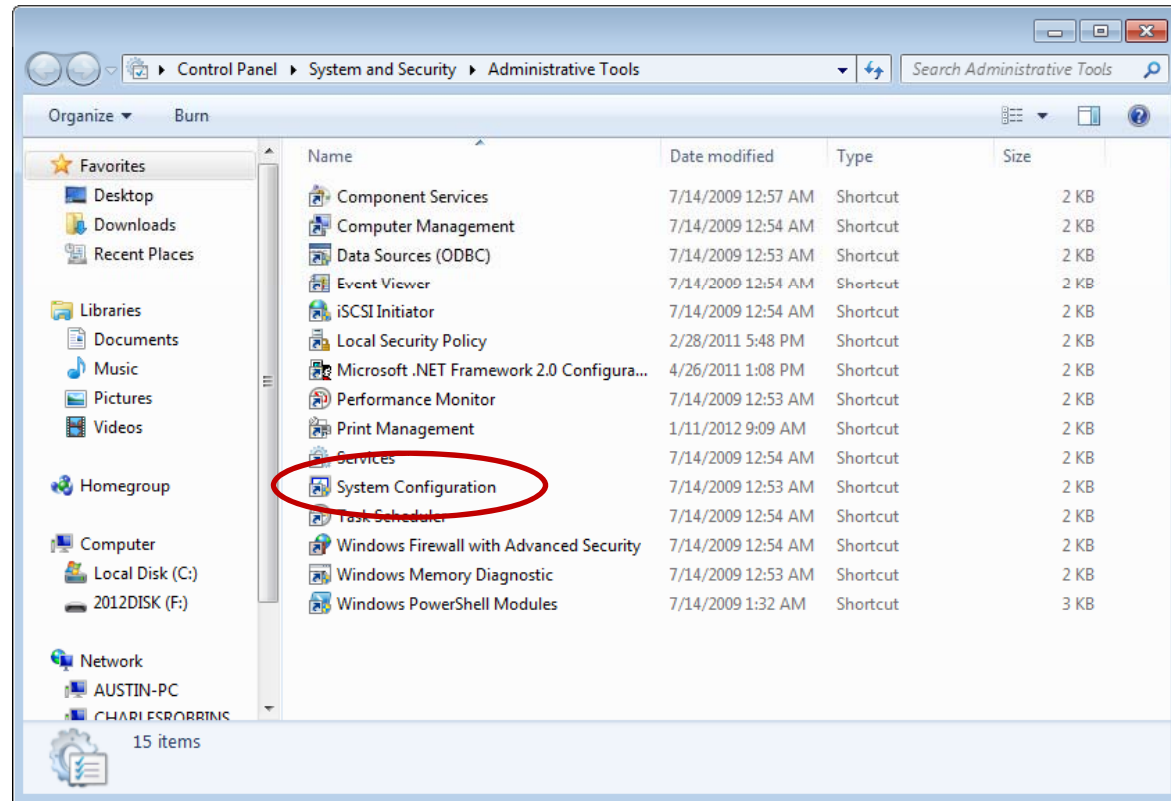 Control Panel System and Security Administrative Tools Search Administrative Tools
Organize Burn
Name Date modified Type Size
Favorites
Desktop
Downloads
Recent Places
Libraries
Documents
Music
Pictures
Videos
Homegroup
Computer
Local Disk (C:)
2012DISK (F:)
Network
AUSTIN-PC
CHARLESROBBINS
Component Services 7/14/2009 12:57 AM Shortcut 2 KB
Computer Management 7/14/2009 12:54 AM Shortcut 2 KB
Data Sources (ODBC) 7/14/2009 12:53 AM Shortcut 2 KB
Event Viewer 7/14/2009 12:54 AM Shortcut 2 KB
iSCSI Initiator 7/14/2009 12:54 AM Shortcut 2 KB
Local Security Policy 2/28/2011 5:48 PM Shortcut 2 KB
Microsoft .NET Framework 2.0 Configura... 4/26/2011 1:08 PM Shortcut 2 KB
Performance Monitor 7/14/2009 12:53 AM Shortcut 2 KB
Print Management 1/11/2012 9:09 AM Shortcut 2 KB
Services 7/14/2009 12:54 AM Shortcut 2 KB
System Configuration 7/14/2009 12:53 AM Shortcut 2 KB
Task Scheduler 7/14/2009 12:54 AM Shortcut 2 KB
Windows Firewall with Advanced Security 7/14/2009 12:54 AM Shortcut 2 KB
Windows Memory Diagnostic 7/14/2009 12:53 AM Shortcut 2 KB
Windows PowerShell Modules 7/14/2009 1:32 AM Shortcut 3 KB
15 items